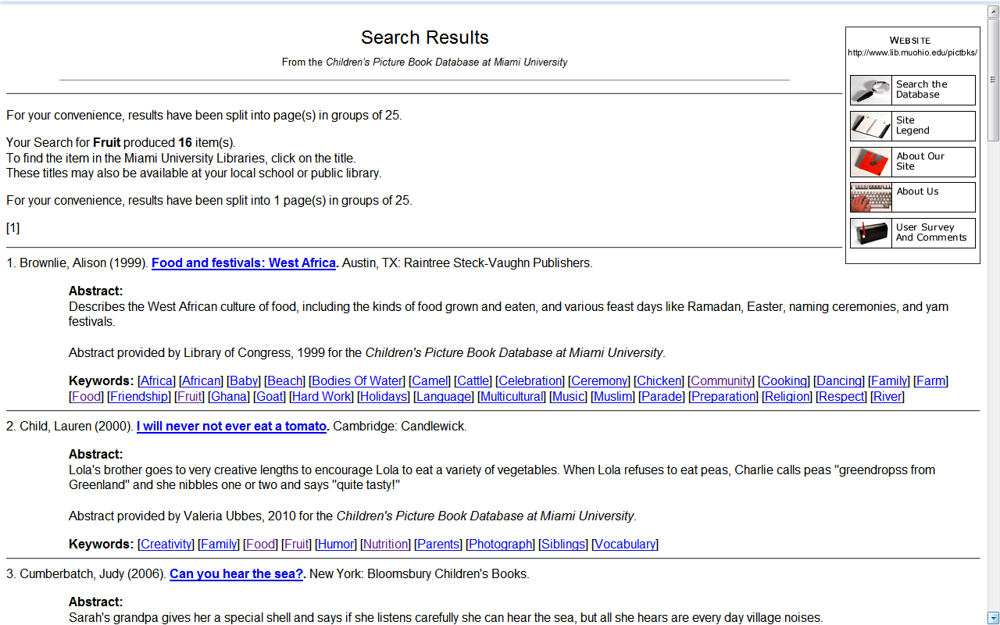 Search Results
From the Children's Picture Book Database at Miami University
WEBSITE
http://www.lib.muohio.edu/pictbks/
Search the
Database
Site
Legend
About Our
Site
About Us
User Survey
And Comments
For your convenience, results have been split into page(s) in groups of 25.
Your Search for Fruit produced 16 item(s).
To find the item in the Miami University Libraries, click on the title.
These titles may also be available at your local school or public library.
For your convenience, results have been split into 1 page(s) in groups of 25.
[1]
1. Brownlie, Alison (1999). Food and festivals: West Africa. Austin, TX: Raintree Steck-Vaughn Publishers.
Abstract:
Describes the West African culture of food, including the kinds of food grown and eaten, and various feast days like Ramadan, Easter, naming ceremonies, and yam
festivals.
Abstract provided by Library of Congress, 1999 for the Children's Picture Book Database at Miami University.
Keywords: [Africa] [African] [Baby] [Beach] [Bodies Of Water] [Camel] [Cattle] [Celebration] [Ceremony] [Chicken] [Community] [Cooking] [Dancing] [Family] [Farm]
[Food] [Friendship] [Fruit] [Ghana] [Goat] [Hard Work] [Holidays] [Language] [Multicultural] [Music] [Muslim] [Parade] [Preparation] [Religion] [Respect] [River]
2. Child, Lauren (2000). I will never not ever eat a tomato. Cambridge: Candlewick.
Abstract:
Lola's brother goes to very creative lengths to encourage Lola to eat a variety of vegetables. When Lola refuses to eat peas, Charlie calls peas "greendropss from
Greenland" and she nibbles one or two and says "quite tasty!"
Abstract provided by Valeria Ubbes, 2010 for the Children's Picture Book Database at Miami University.
Keywords: [Creativity] [Family] [Food] [Fruit] [Humor] [Nutrition] [Parents] [Photograph] [Siblings] [Vocabulary]
3. Cumberbatch, Judy (2006). Can you hear the sea?. New York: Bloomsbury Children's Books.
Abstract:
Sarah's grandpa gives her a special shell and says if she listens carefully she can hear the sea, but all she hears are every day village noises.